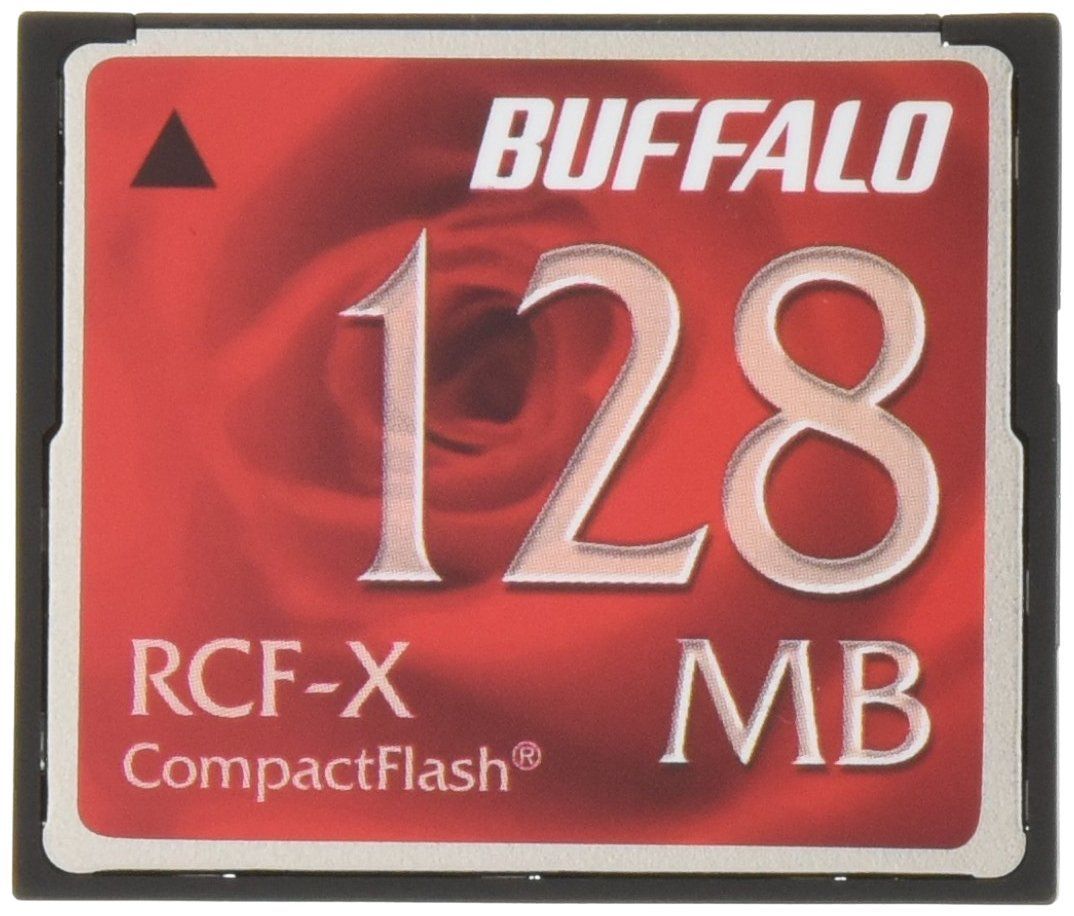 BUFFALO
128
MB
RCF-X
CompactFlash®